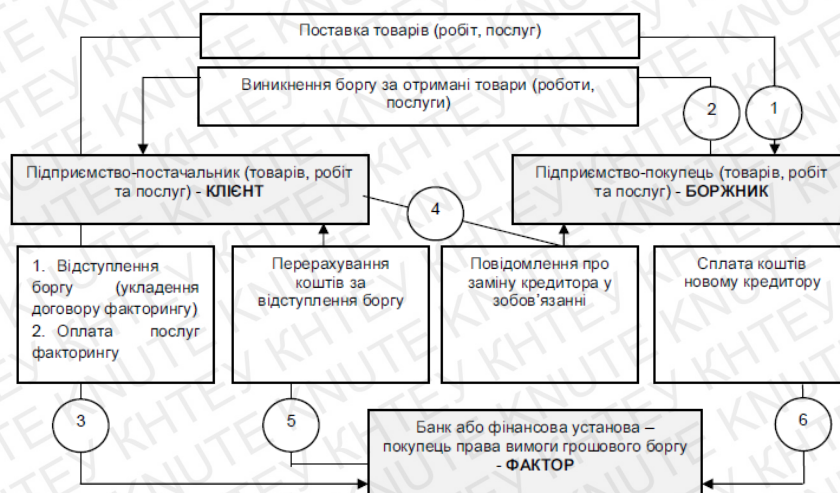 Поставка товарів (робіт, послуг)
Виникнення боргу за отримані товари (роботи,
послуги)
2
1
Підприємство-постачальник (товарів, робіт
та послуг) - КЛІЄНТ
Підприємство-покупець (товарів, робіт
та послуг) - БОРЖНИК
4
1. Відступлення
боргу (укладення
договору факторингу)
2. Оплата послуг
факторингу
Перерахування
коштів за
відступлення боргу
Повідомлення про
заміну кредитора у
зобов’язанні
Сплата коштів
новому кредитору
3
5
6
Банк або фінансова установа –
покупець права вимоги грошового боргу
- ФАКТОР
КНТЕУ KNUTE